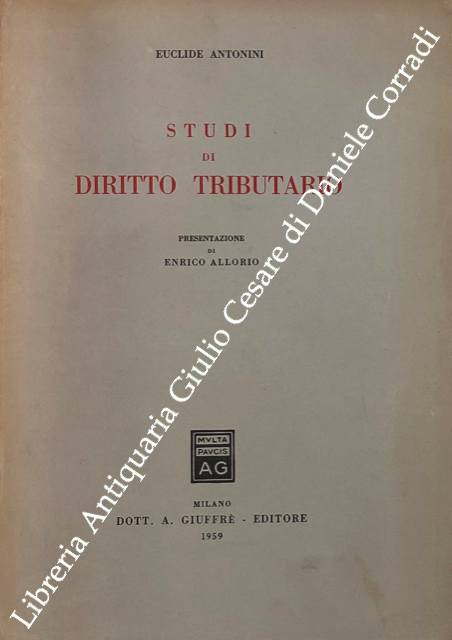 EUCLIDE ANTONINI
STUDI
DI
DIRITTO TRIBUTARIO
PRESENTAZIONE
DI
ENRICO ALLORIO
MVLTA
PAVCIS
AG
MILANO
DOTT. A. GIUFFRÈ - EDITORE
1959
Libreria Antiquaria Giulio Cesare di Daniele Corradi